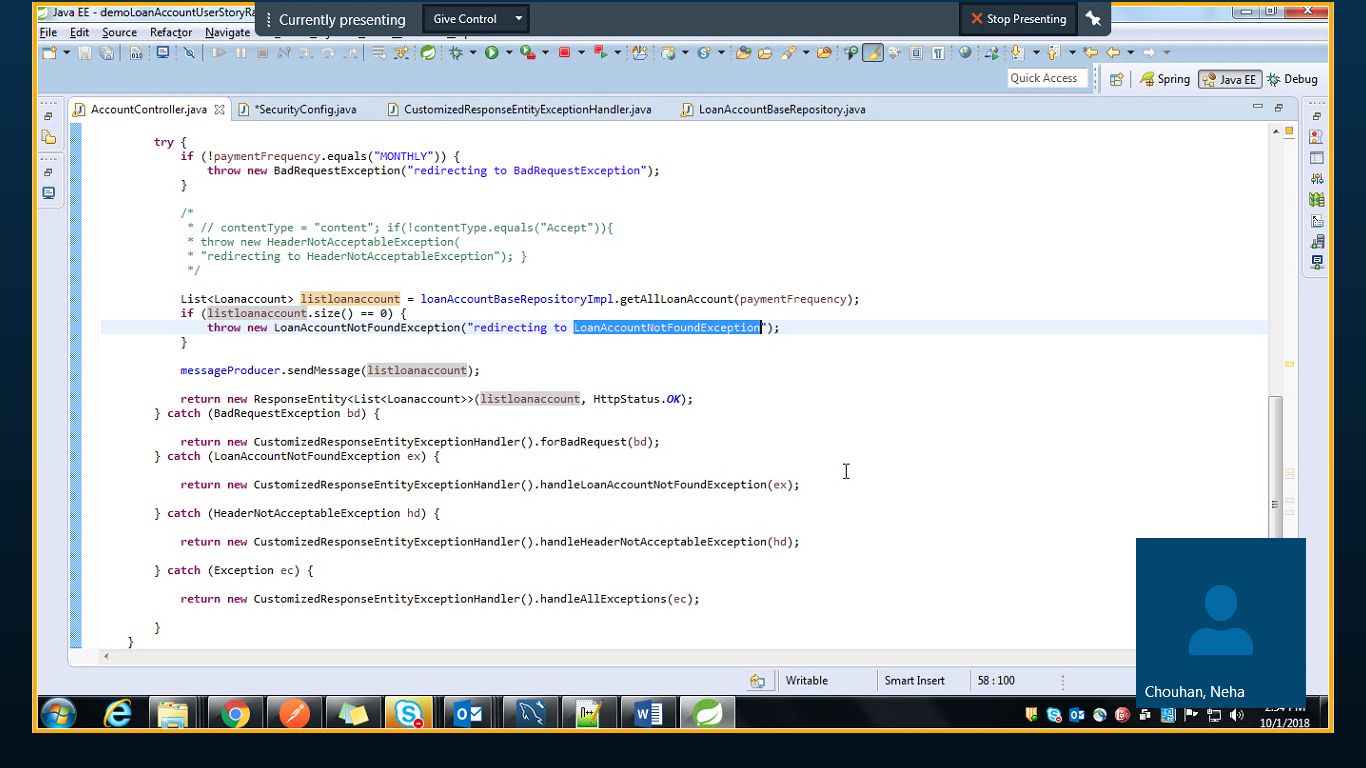 Java EE - demoLoanAccountUserStoryRa
Currently presenting
Give Control
Stop Presenting
File Edit Source Refactor Navigate
Quick Access
Spring
Java EE
Debug
AccountController.java
*SecurityConfig.java
CustomizedResponseEntityExceptionHandler.java
LoanAccountBaseRepository.java
try {
if (!paymentFrequency.equals("MONTHLY")) {
throw new BadRequestException("redirecting to BadRequestException");
}
/*
* // contentType = "content"; if(!contentType.equals("Accept")){
* throw new HeaderNotAcceptableException(
* "redirecting to HeaderNotAcceptableException"); }
*/
List<Loanaccount> listloanaccount = loanAccountBaseRepositoryImpl.getAllLoanAccount(paymentFrequency);
if (listloanaccount.size() == 0) {
throw new LoanAccountNotFoundException("redirecting to LoanAccountNotFoundException");
}
messageProducer.sendMessage(listloanaccount);
return new ResponseEntity<List<Loanaccount>>(listloanaccount, HttpStatus.OK);
} catch (BadRequestException bd) {
return new CustomizedResponseEntityExceptionHandler().forBadRequest(bd);
} catch (LoanAccountNotFoundException ex) {
return new CustomizedResponseEntityExceptionHandler().handleLoanAccountNotFoundException(ex);
} catch (HeaderNotAcceptableException hd) {
return new CustomizedResponseEntityExceptionHandler().handleHeaderNotAcceptableException(hd);
} catch (Exception ec) {
return new CustomizedResponseEntityExceptionHandler().handleAllExceptions(ec);
}
}
Writable
Smart Insert
58 : 100
Chouhan, Neha
10/1/2018